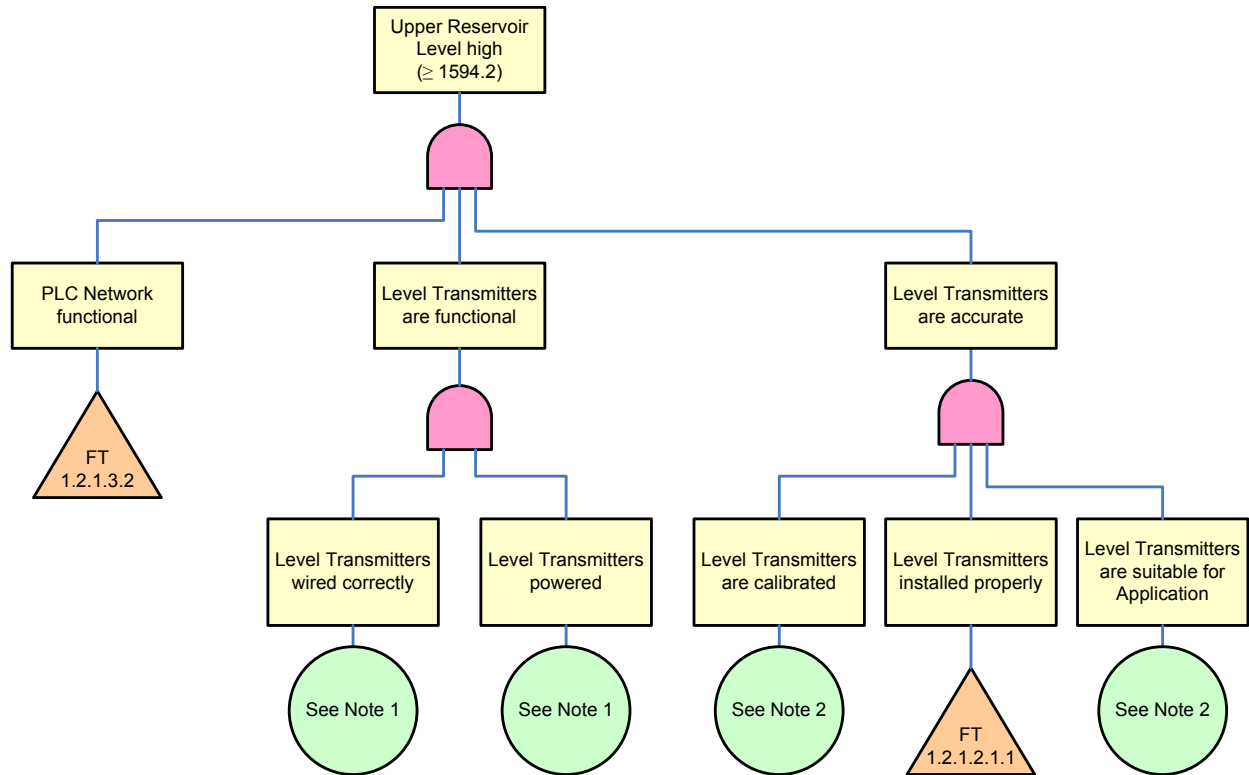 Upper Reservoir
Level high
(≥ 1594.2)
PLC Network
functional
Level Transmitters
are functional
Level Transmitters
are accurate
FT
1.2.1.3.2
Level Transmitters
wired correctly
Level Transmitters
powered
Level Transmitters
are calibrated
Level Transmitters
installed properly
Level Transmitters
are suitable for
Application
See Note 1
See Note 1
See Note 2
FT
1.2.1.2.1.1
See Note 2